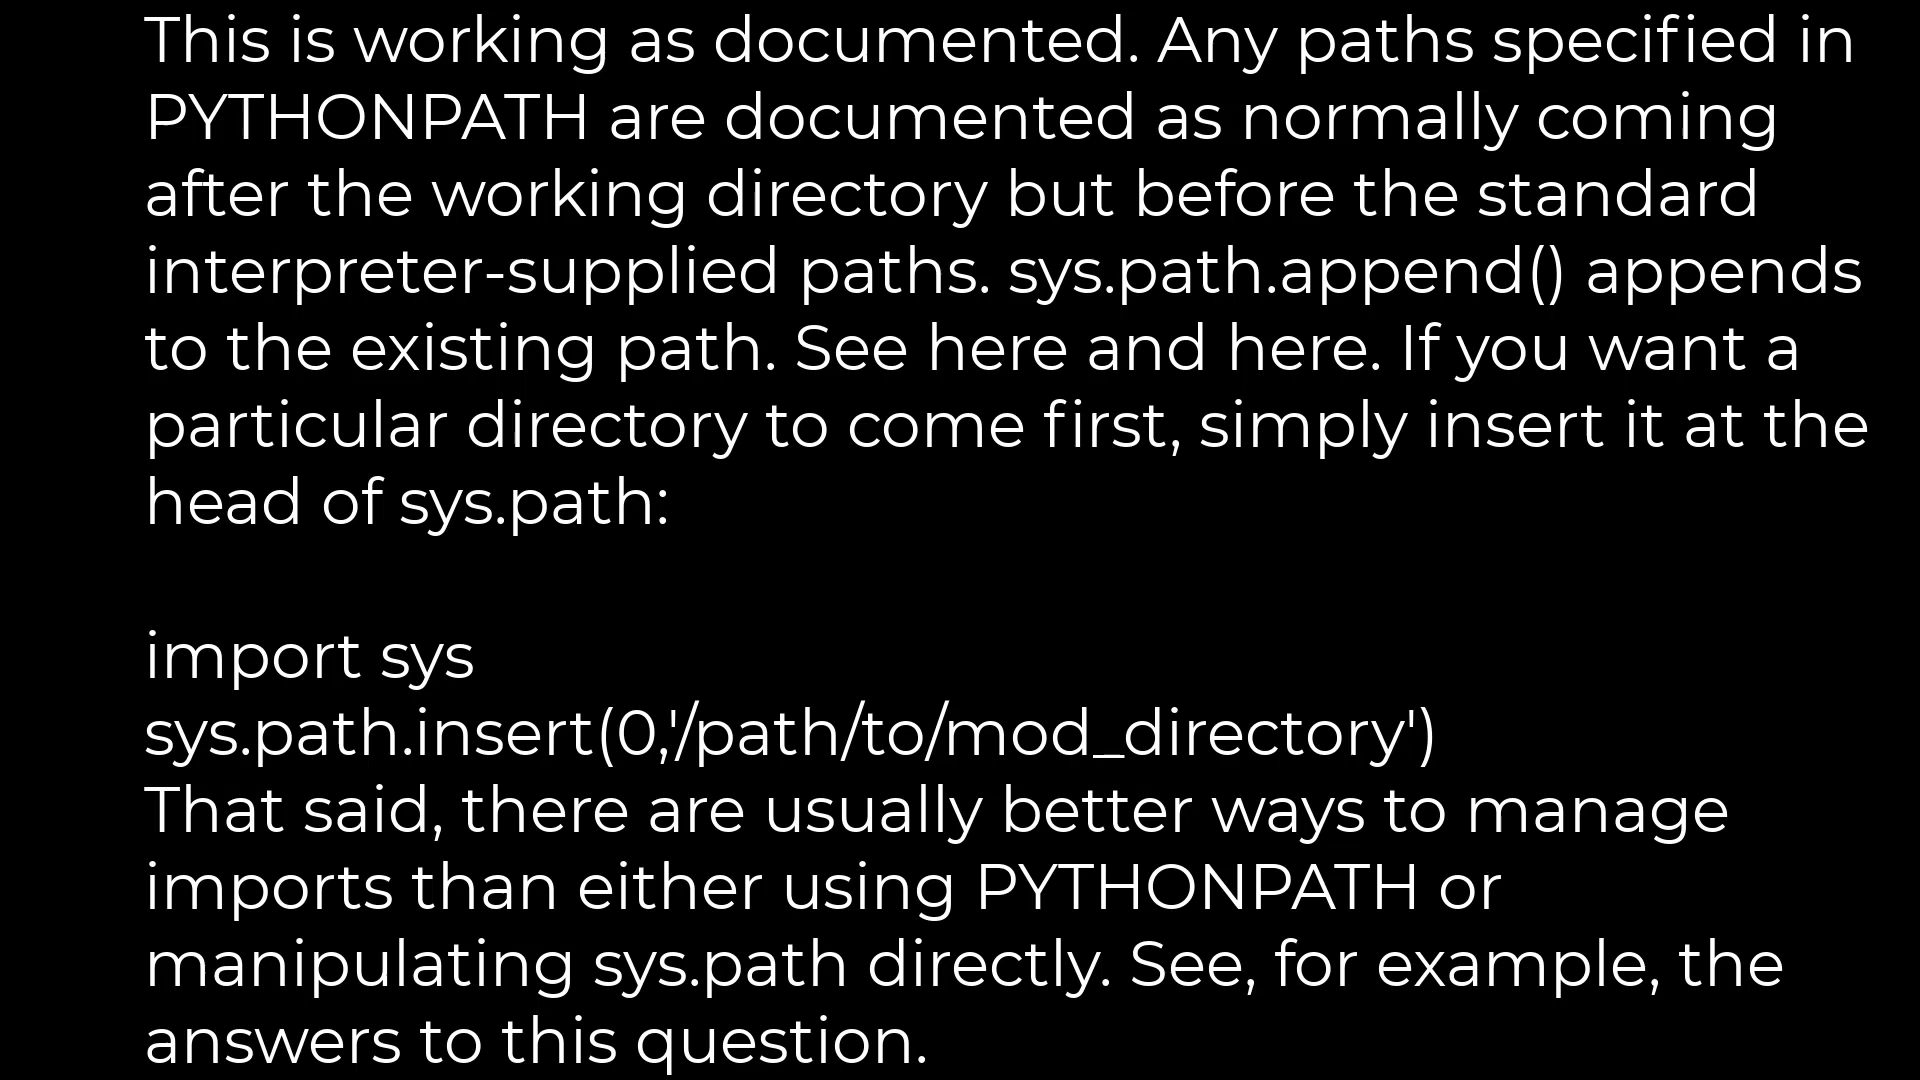 This is working as documented. Any paths specified in
PYTHONPATH are documented as normally coming
after the working directory but before the standard
interpreter-supplied paths. sys.path.append() appends
to the existing path. See here and here. If you want a
particular directory to come first, simply insert it at the
head of sys.path:
import sys
sys.path.insert(0,'/path/to/mod_directory')
That said, there are usually better ways to manage
imports than either using PYTHONPATH or
manipulating sys.path directly. See, for example, the
answers to this question.